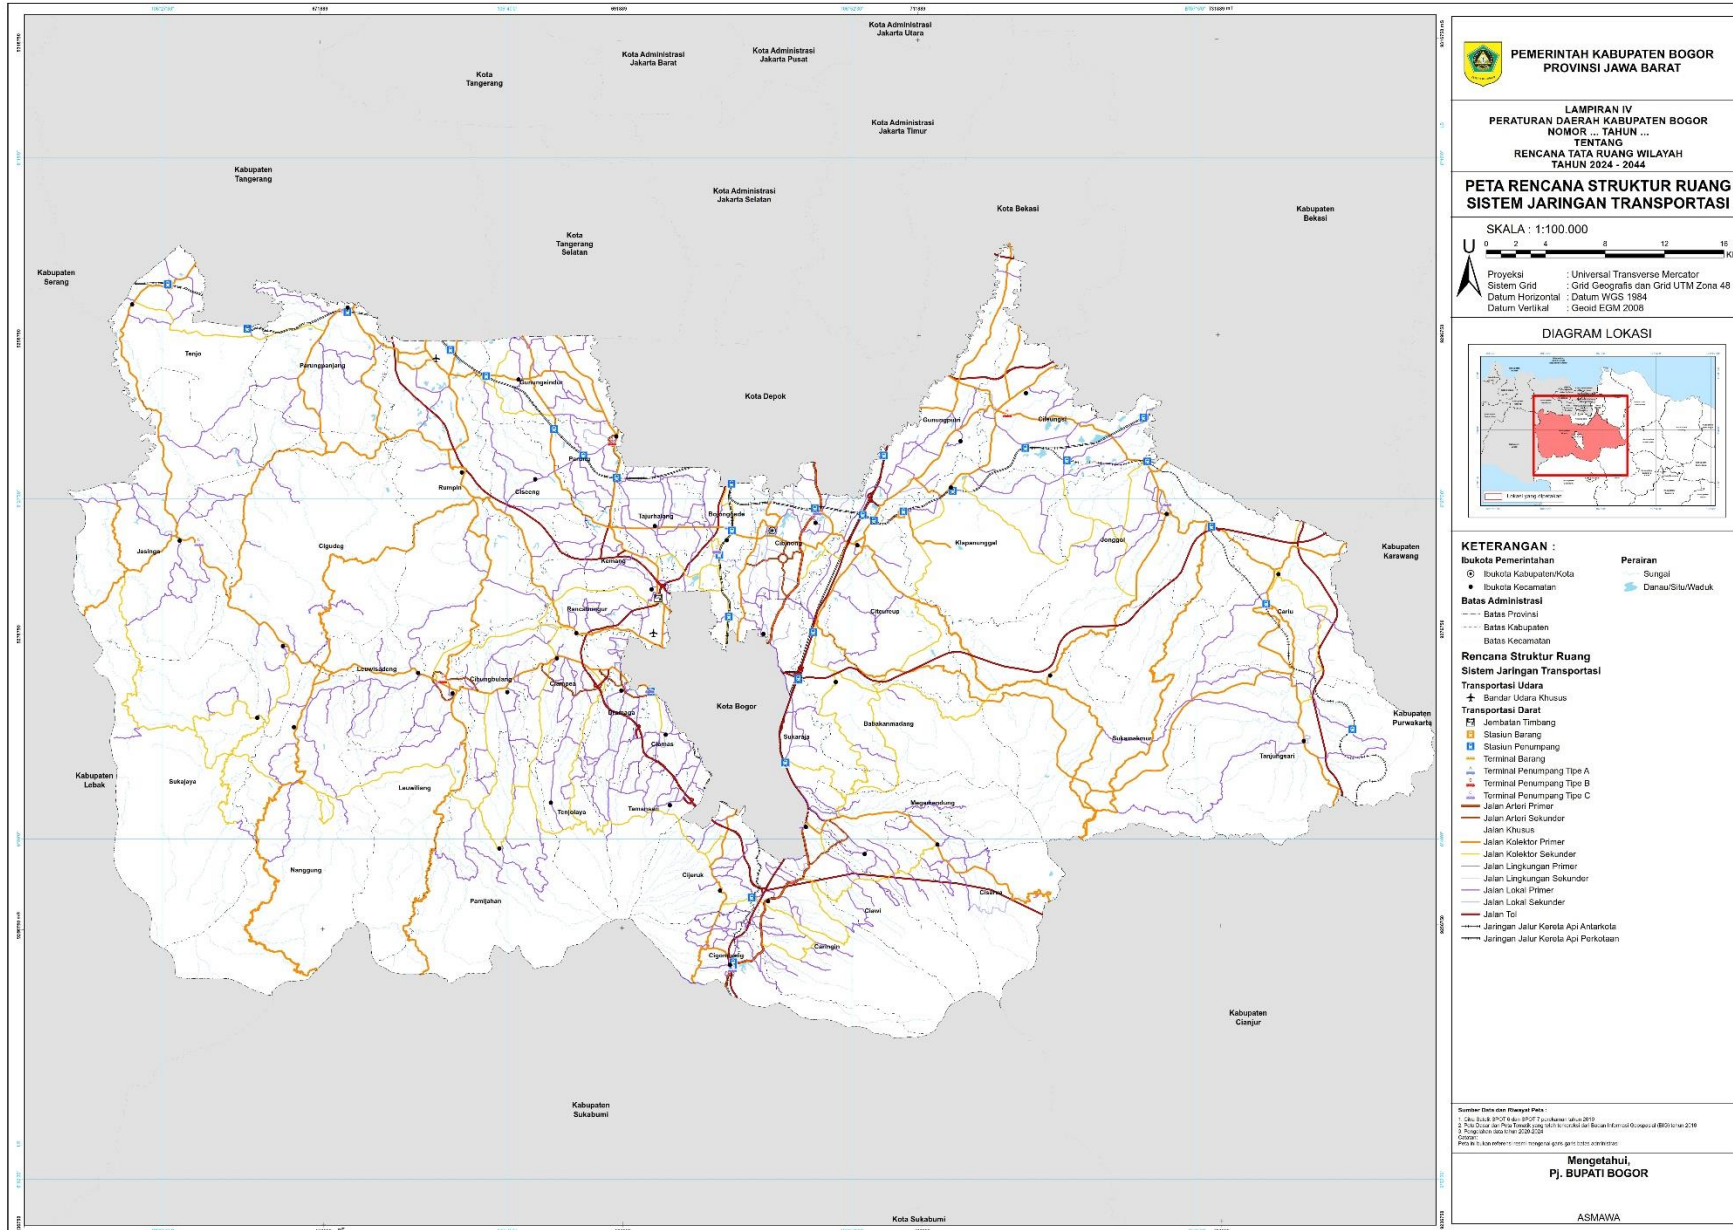 Kota Administrasi
Jakarta Utara
Kota Administrasi
Jakarta Barat
Kota Administrasi
Jakarta Pusat
Kota
Tangerang
Kota Administrasi
Jakarta Timur
Kabupaten
Tangerang
Kota Administrasi
Jakarta Selatan
Kota Bekasi
Kabupaten
Bekasi
Kota
Tangerang
Selatan
Kabupaten
Serang
Tenjo
Parungpanjang
Gunungsindur
Kota Depok
Gunungputri
Cileungsi
Parung
Rumpin
Ciseeng
Tajurhalang
Bojonggede
Cibinong
Klapanunggal
Jonggol
Jasinga
Cigudeg
Kemang
Kabupaten
Karawang
Rancabungur
Citeureup
Cariu
Leuwisadeng
Cibungbulang
Ciampea
Dramaga
Kota Bogor
Ciomas
Sukaraja
Babakanmadang
Sukamakmur
Kabupaten
Purwakarta
Tanjungsari
Kabupaten
Lebak
Sukajaya
Leuwiliang
Tenjolaya
Tamansari
Megamendung
Nanggung
Pamijahan
Cijeruk
Cisarua
Ciawi
Caringin
Cigombong
Kabupaten
Cianjur
Kabupaten
Sukabumi
Kota Sukabumi
PEMERINTAH KABUPATEN BOGOR
PROVINSI JAWA BARAT
LAMPIRAN IV
PERATURAN DAERAH KABUPATEN BOGOR
NOMOR ... TAHUN ...
TENTANG
RENCANA TATA RUANG WILAYAH
TAHUN 2024 - 2044
PETA RENCANA STRUKTUR RUANG
SISTEM JARINGAN TRANSPORTASI
SKALA : 1:100.000
U
0 2 4 8 12 16
Proyeksi : Universal Transverse Mercator
Sistem Grid : Grid Geografis dan Grid UTM Zona 48
Datum Horizontal : Datum WGS 1984
Datum Vertikal : Geoid EGM 2008
DIAGRAM LOKASI
Lokasi yang dipetakan
KETERANGAN :
Ibukota Pemerintahan
Ibukota Kabupaten/Kota
Ibukota Kecamatan
Batas Administrasi
Batas Provinsi
Batas Kabupaten
Batas Kecamatan
Perairan
Sungai
Danau/Situ/Waduk
Rencana Struktur Ruang
Sistem Jaringan Transportasi
Transportasi Udara
Bandar Udara Khusus
Transportasi Darat
Jembatan Timbang
Stasiun Barang
Stasiun Penumpang
Terminal Barang
Terminal Penumpang Tipe A
Terminal Penumpang Tipe B
Terminal Penumpang Tipe C
Jalan Arteri Primer
Jalan Arteri Sekunder
Jalan Khusus
Jalan Kolektor Primer
Jalan Kolektor Sekunder
Jalan Lingkungan Primer
Jalan Lingkungan Sekunder
Jalan Lokal Primer
Jalan Lokal Sekunder
Jalan Tol
Jaringan Jalur Kereta Api Antarkota
Jaringan Jalur Kereta Api Perkotaan
Sumber Data dan Riwayat Peta :
Mengetahui,
Pj. BUPATI BOGOR
ASMAWA